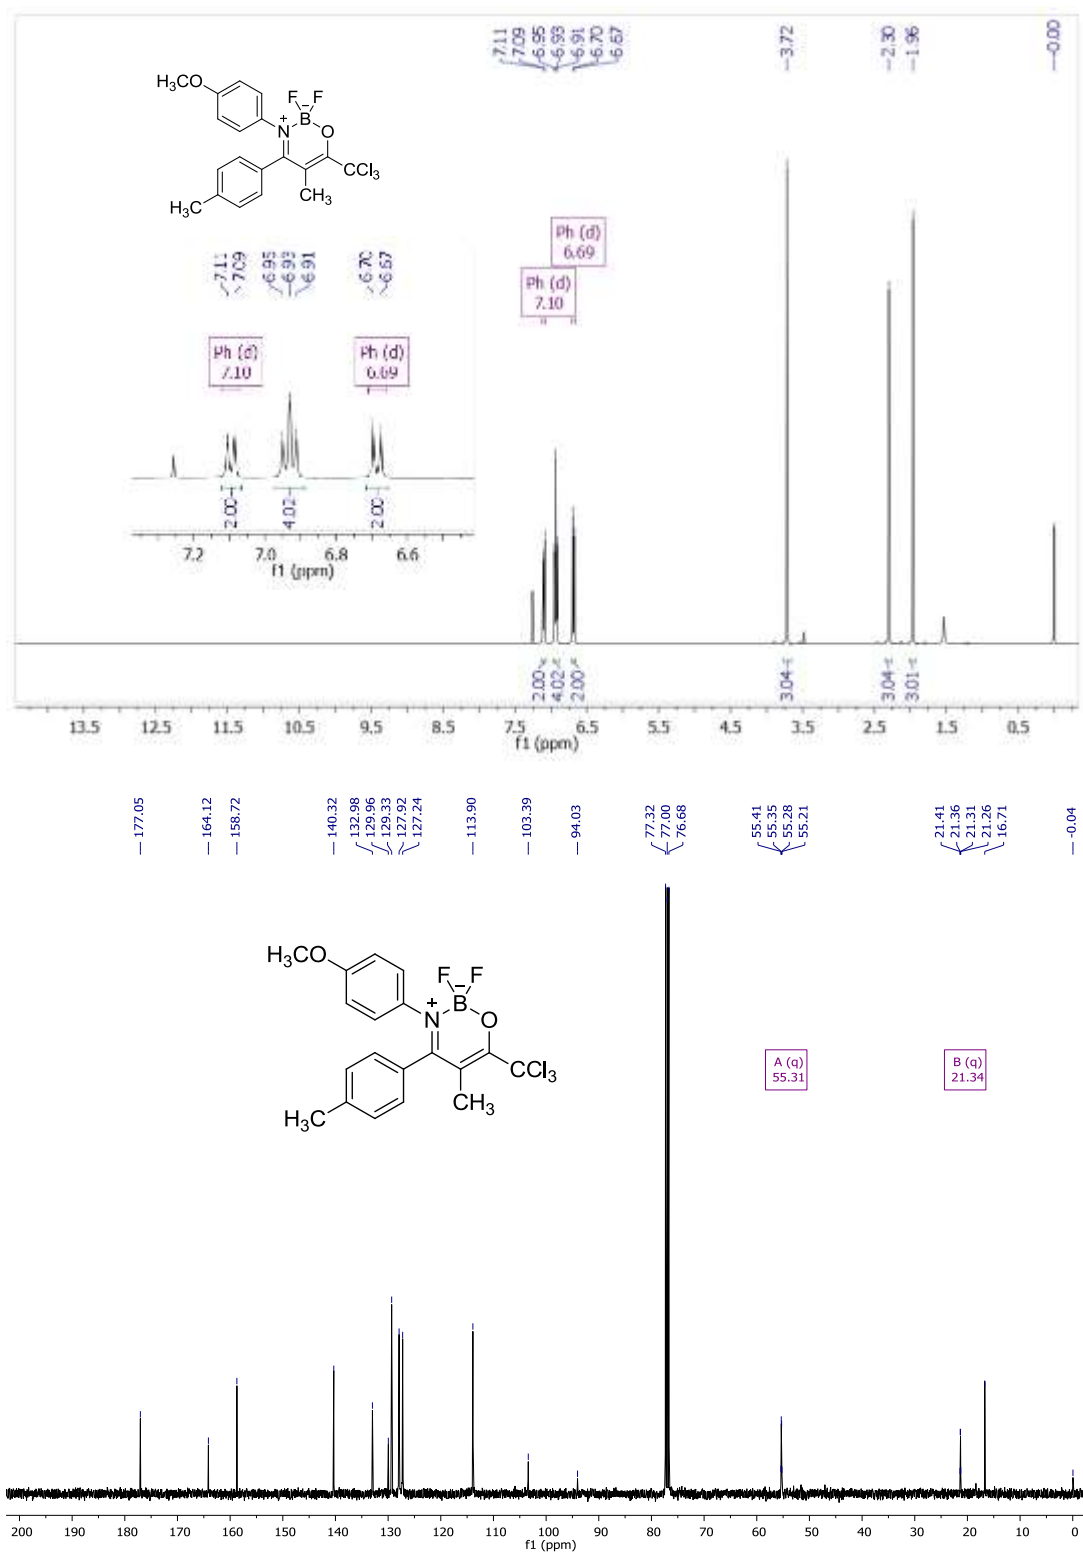 7.11
7.09
6.95
6.93
6.91
6.70
6.67
3.72
2.30
1.96
0.00
H₃CO
F F
+ −
N B O
CCl₃
CH₃
H₃C
7.11
7.09
6.95
6.93
6.91
6.70
6.67
Ph (d)
6.69
Ph (d)
7.10
Ph (d)
7.10
Ph (d)
6.69
2.00
4.02
2.00
7.2 7.0 6.8 6.6
f1 (ppm)
2.00
4.02
2.00
3.04
3.04
3.01
13.5 12.5 11.5 10.5 9.5 8.5 7.5 6.5 5.5 4.5 3.5 2.5 1.5 0.5
f1 (ppm)
177.05
164.12
158.72
140.32
132.98
129.96
129.33
127.92
127.24
113.90
103.39
94.03
77.32
77.00
76.68
55.41
55.35
55.28
55.21
21.41
21.36
21.31
21.26
16.71
-0.04
H₃CO
F F
+ −
N B O
CCl₃
CH₃
H₃C
A (q)
55.31
B (q)
21.34
200 190 180 170 160 150 140 130 120 110 100 90 80 70 60 50 40 30 20 10 0
f1 (ppm)